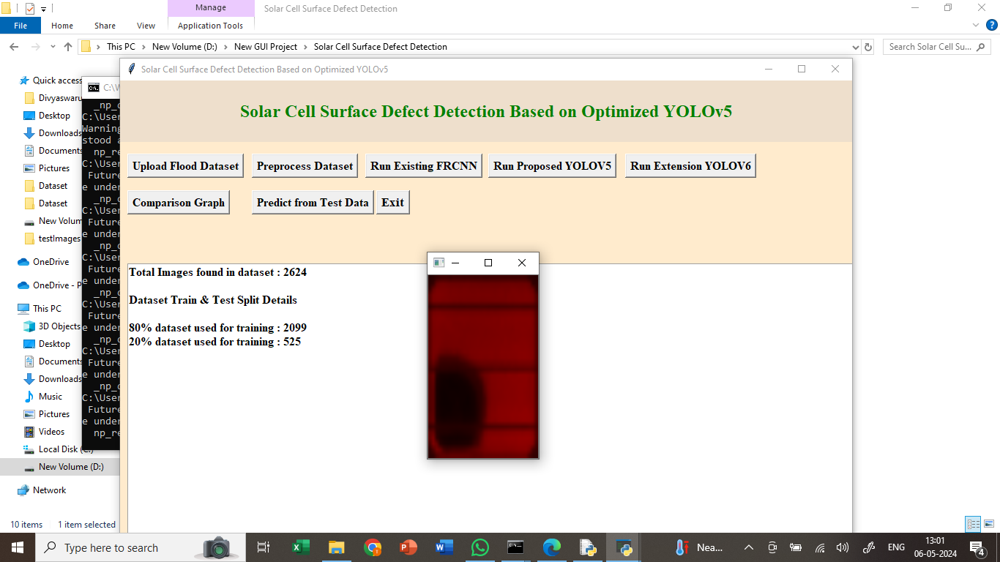 Manage
Solar Cell Surface Defect Detection
File
Home
Share
View
Application Tools
This PC
New Volume (D:)
New GUI Project
Solar Cell Surface Defect Detection
Search Solar Cell Su...
Quick access
Divyaswaru
Desktop
Downloads
Documents
Pictures
Dataset
Dataset
New Volum
testImages
OneDrive
OneDrive - P
This PC
3D Objects
Desktop
Documents
Downloads
Music
Pictures
Videos
Local Disk (C:)
New Volume (D:)
Network
10 items
1 item selected
C:\W
_np_
C:\User
Warning
stood a
np_re
C:\User
Future
e under
_np_
C:\User
Future
e under
_np_
C:\User
Future
e under
_np_
C:\User
Future
e under
_np_
C:\User
Future
e under
_np_
C:\User
Future
e under
np_re
Solar Cell Surface Defect Detection Based on Optimized YOLOv5
Solar Cell Surface Defect Detection Based on Optimized YOLOv5
Upload Flood Dataset
Preprocess Dataset
Run Existing FRCNN
Run Proposed YOLOV5
Run Extension YOLOV6
Comparison Graph
Predict from Test Data
Exit
Total Images found in dataset : 2624
Dataset Train & Test Split Details
80% dataset used for training : 2099
20% dataset used for training : 525
Type here to search
Nea...
ENG
13:01
06-05-2024
4